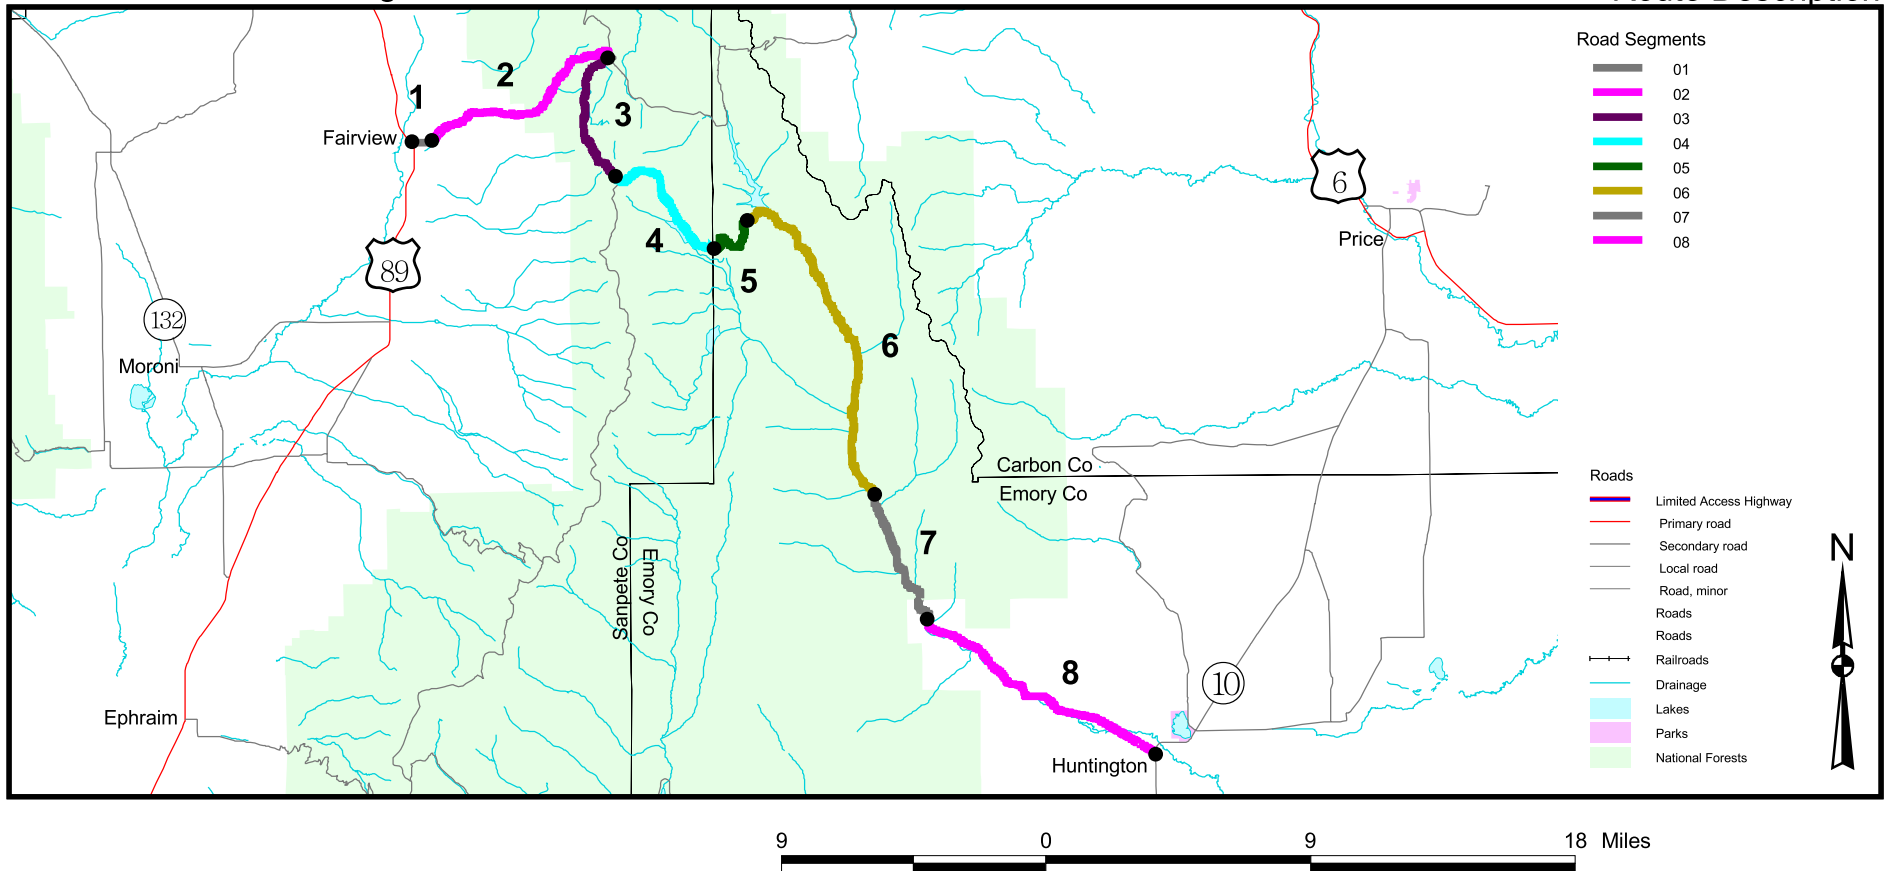 Road Segments
01
02
03
04
05
06
07
08
1
2
3
Fairview
4
5
89
6
Price
132
Moroni
6
Carbon Co
Emory Co
Sanpete Co
Emory Co
7
8
10
Ephraim
Huntington
Roads
Limited Access Highway
Primary road
Secondary road
Local road
Road, minor
Roads
Roads
Railroads
Drainage
Lakes
Parks
National Forests
N
9 0 9 18 Miles